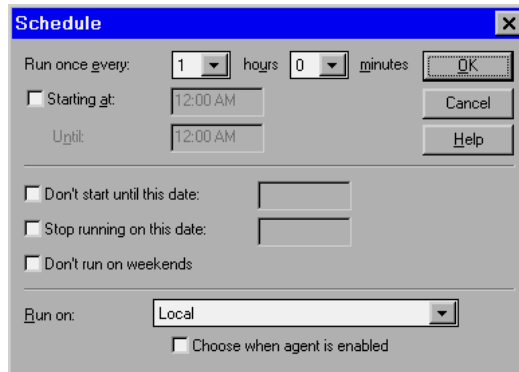 Schedule
Run once every: 1 hours 0 minutes OK
Starting at: 12:00 AM Cancel
Until: 12:00 AM Help
Don't start until this date:
Stop running on this date:
Don't run on weekends
Run on: Local
Choose when agent is enabled